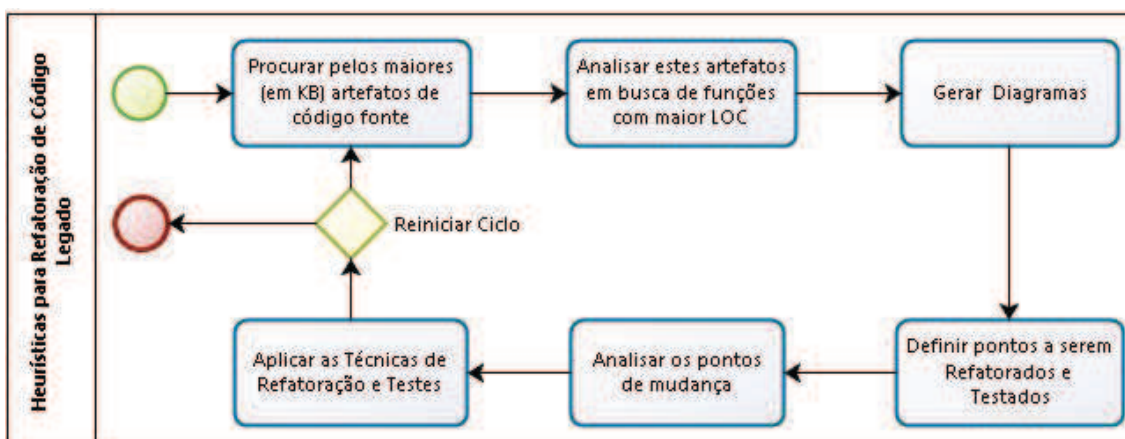 Heurísticas para Refatoração de Código
Legado
Procurar pelos maiores
(em KB) artefatos de
código fonte
Analisar estes artefatos
em busca de funções
com maior LOC
Gerar Diagramas
Reiniciar Ciclo
Aplicar as Técnicas de
Refatoração e Testes
Analisar os pontos
de mudança
Definir pontos a serem
Refatorados e
Testados